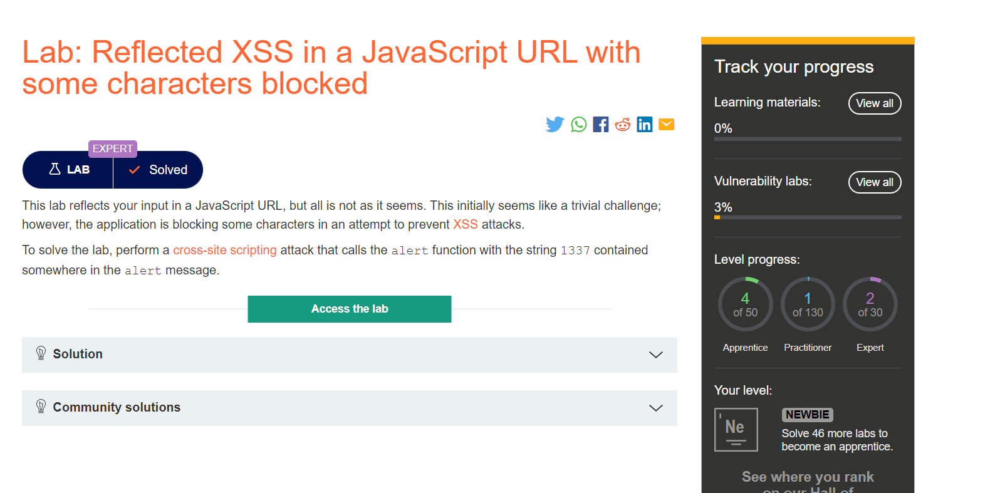 Lab: Reflected XSS in a JavaScript URL with
some characters blocked
EXPERT
LAB
Solved
This lab reflects your input in a JavaScript URL, but all is not as it seems. This initially seems like a trivial challenge;
however, the application is blocking some characters in an attempt to prevent XSS attacks.
To solve the lab, perform a cross-site scripting attack that calls the alert function with the string 1337 contained
somewhere in the alert message.
Access the lab
Solution
Community solutions
Track your progress
Learning materials:
View all
0%
Vulnerability labs:
View all
3%
Level progress:
4
of 50
1
of 130
2
of 30
Apprentice
Practitioner
Expert
Your level:
Ne
NEWBIE
Solve 46 more labs to
become an apprentice.
See where you rank
on our Hall of